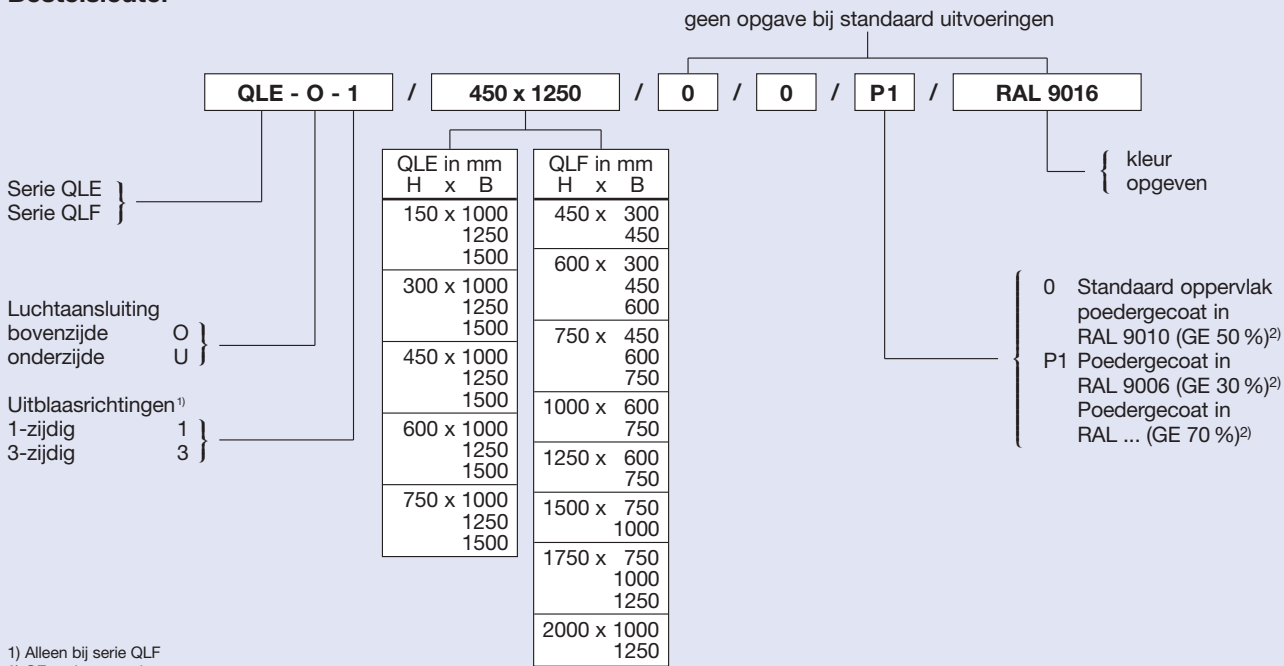 geen opgave bij standaard uitvoeringen
QLE - O - 1 / 450 x 1250 / 0 / 0 / P1 / RAL 9016
Serie QLE
Serie QLF
Luchtaansluiting
bovenzijde O
onderzijde U
Uitblaasrichtingen1)
1-zijdig 1
3-zijdig 3
QLE in mm
H x B
150 x 1000
1250
1500
300 x 1000
1250
1500
450 x 1000
1250
1500
600 x 1000
1250
1500
750 x 1000
1250
1500
QLF in mm
H x B
450 x 300
450
600 x 300
450
600
750 x 450
600
750
1000 x 600
750
1250 x 600
750
1500 x 750
1000
1750 x 750
1000
1250
2000 x 1000
1250
kleur
opgeven
0 Standaard oppervlak
poedergecoat in
RAL 9010 (GE 50 %)2)
P1 Poedergecoat in
RAL 9006 (GE 30 %)2)
Poedergecoat in
RAL ... (GE 70 %)2)
1) Alleen bij serie QLF